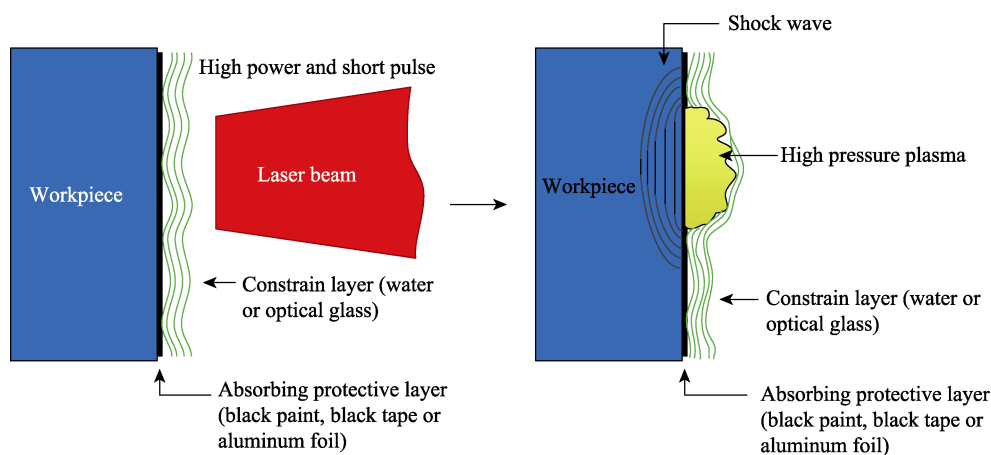 High power and short pulse
Workpiece
Laser beam
Constrain layer (water
or optical glass)
Absorbing protective layer
(black paint, black tape or
aluminum foil)
Shock wave
High pressure plasma
Workpiece
Constrain layer (water or
optical glass)
Absorbing protective layer
(black paint, black tape or
aluminum foil)